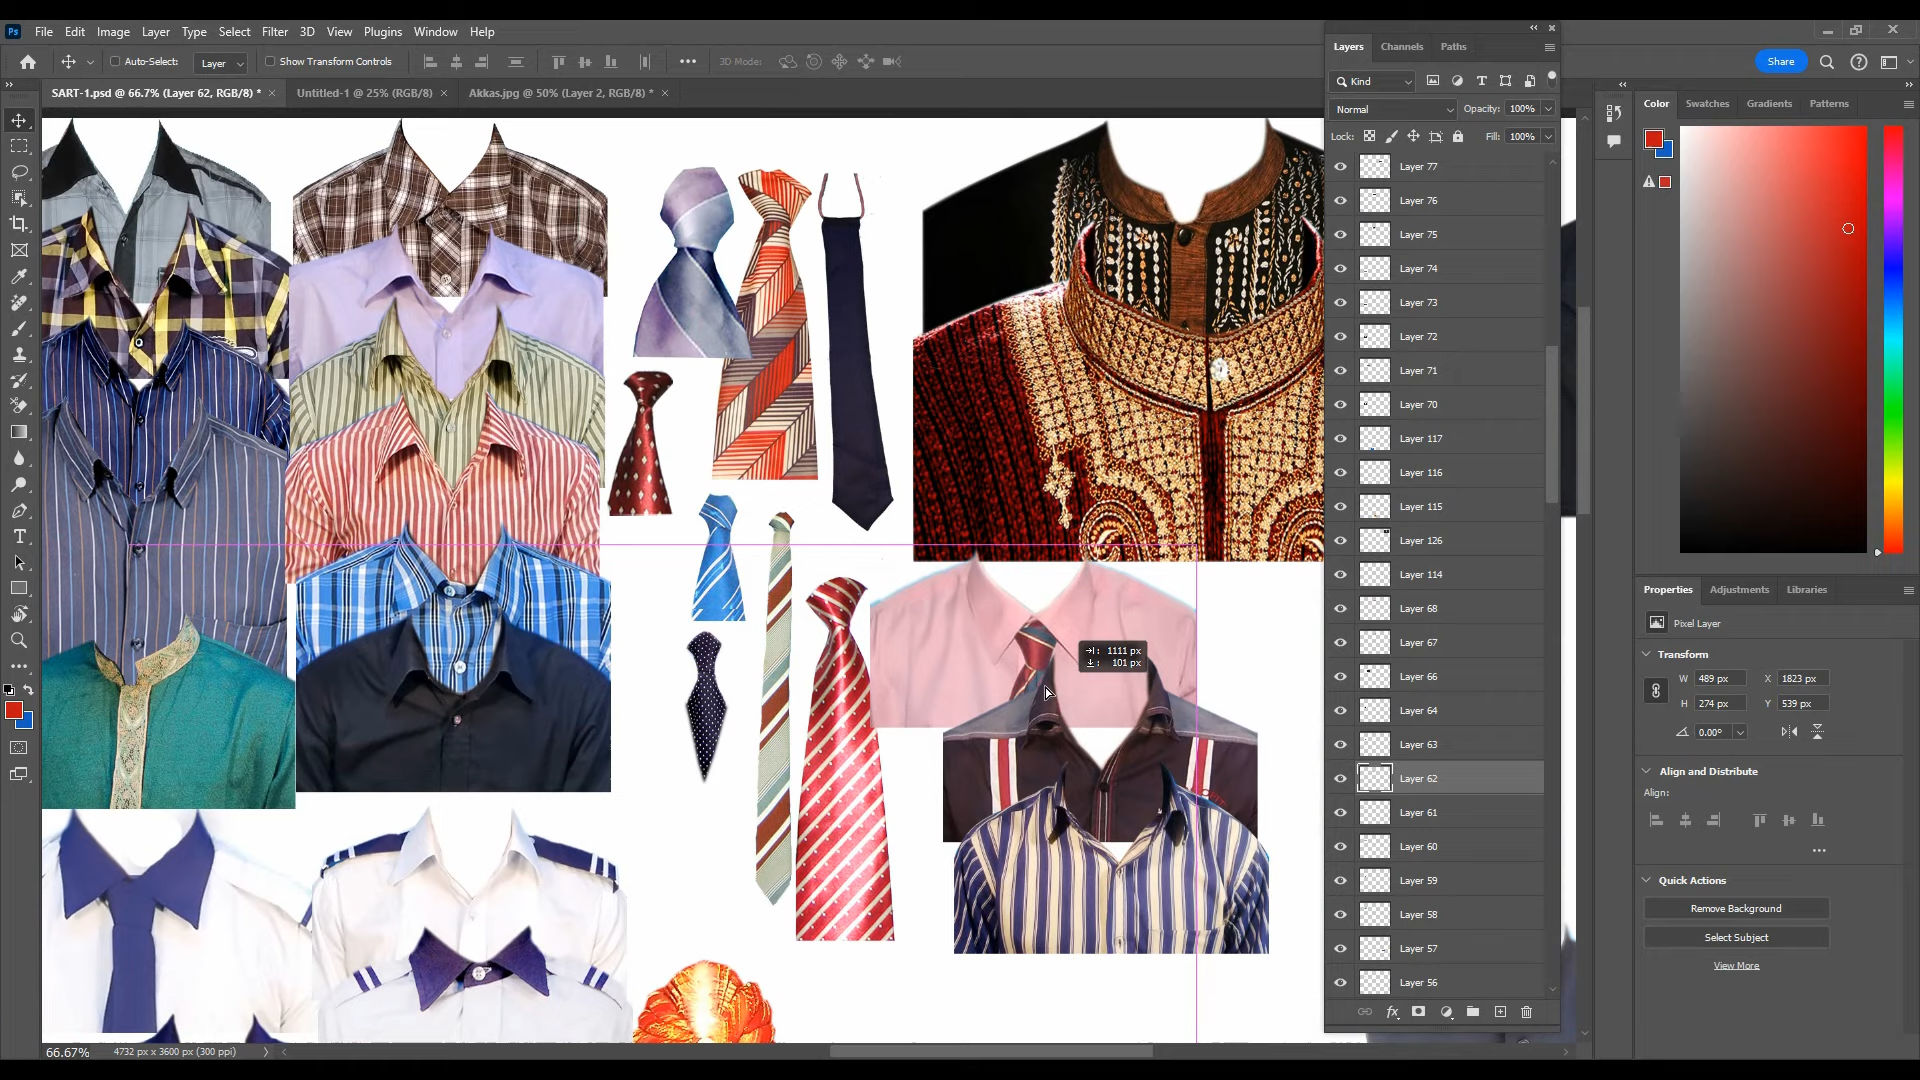 Ps File Edit Image Layer Type Select Filter 3D View Plugins Window Help
Auto-Select: Layer Show Transform Controls 3D Mode: Share
SART-1.psd @ 66.7% (Layer 62, RGB/8) * Untitled-1 @ 25% (RGB/8) Akkas.jpg @ 50% (Layer 2, RGB/8) *
Layers Channels Paths
Kind
Normal Opacity: 100%
Lock: Fill: 100%
Layer 77
Layer 76
Layer 75
Layer 74
Layer 73
Layer 72
Layer 71
Layer 70
Layer 117
Layer 116
Layer 115
Layer 126
Layer 114
Layer 68
Layer 67
Layer 66
Layer 64
Layer 63
Layer 62
Layer 61
Layer 60
Layer 59
Layer 58
Layer 57
Layer 56
Color Swatches Gradients Patterns
Properties Adjustments Libraries
Pixel Layer
Transform
W 489 px X 1823 px
H 274 px Y 539 px
0.00°
Align and Distribute
Align:
Quick Actions
Remove Background
Select Subject
View More
1111 px
101 px
66.67% 4732 px x 3600 px (300 ppi)